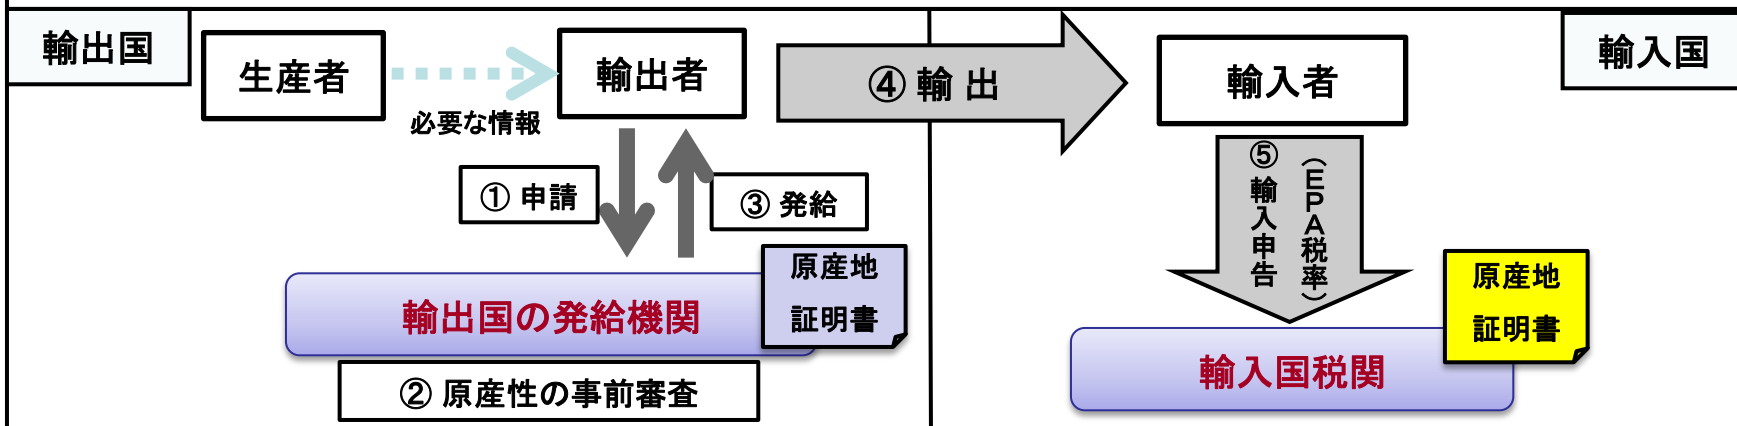 輸出国
生産者
必要な情報
輸出者
④ 輸 出
輸入者
輸入国
① 申請
③ 発給
⑤ 輸入申告
（ＥＰＡ税率）
輸出国の発給機関
原産地
証明書
② 原産性の事前審査
輸入国税関
原産地
証明書